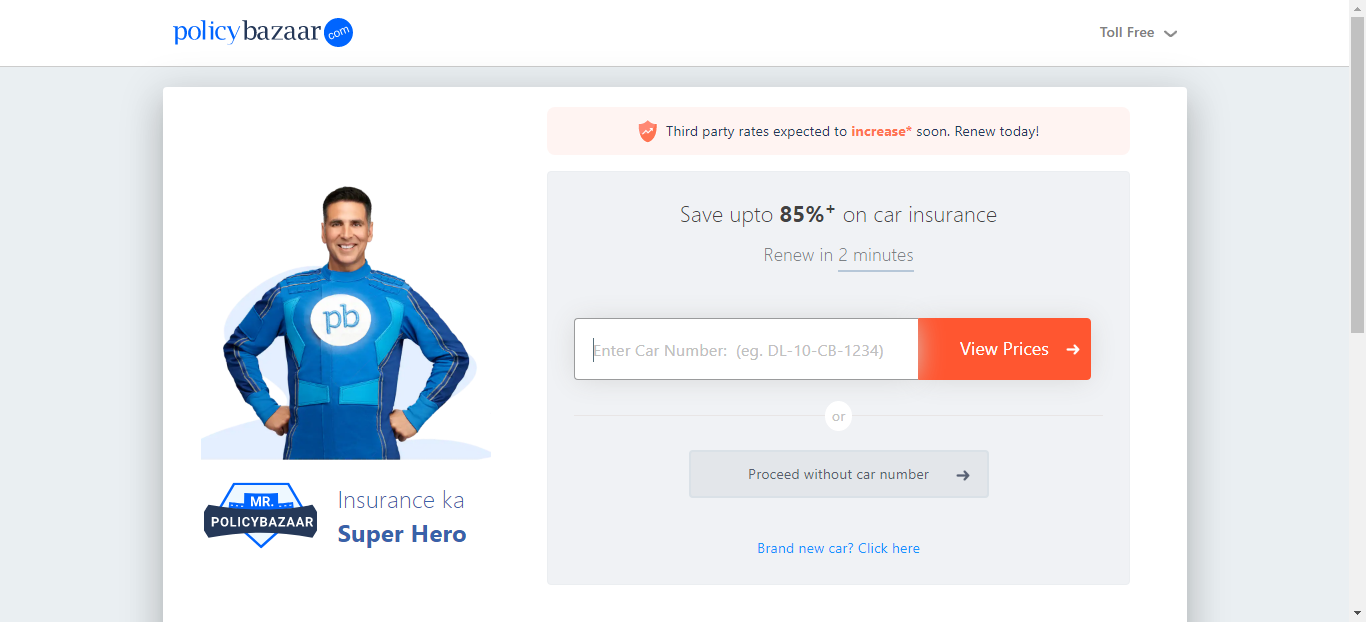 policybazaar.com
Toll Free
Third party rates expected to increase* soon. Renew today!
Save upto 85%⁺ on car insurance
Renew in 2 minutes
Enter Car Number: (eg. DL-10-CB-1234)
View Prices
or
Proceed without car number
Brand new car? Click here
pb
MR.
POLICYBAZAAR
Insurance ka
Super Hero